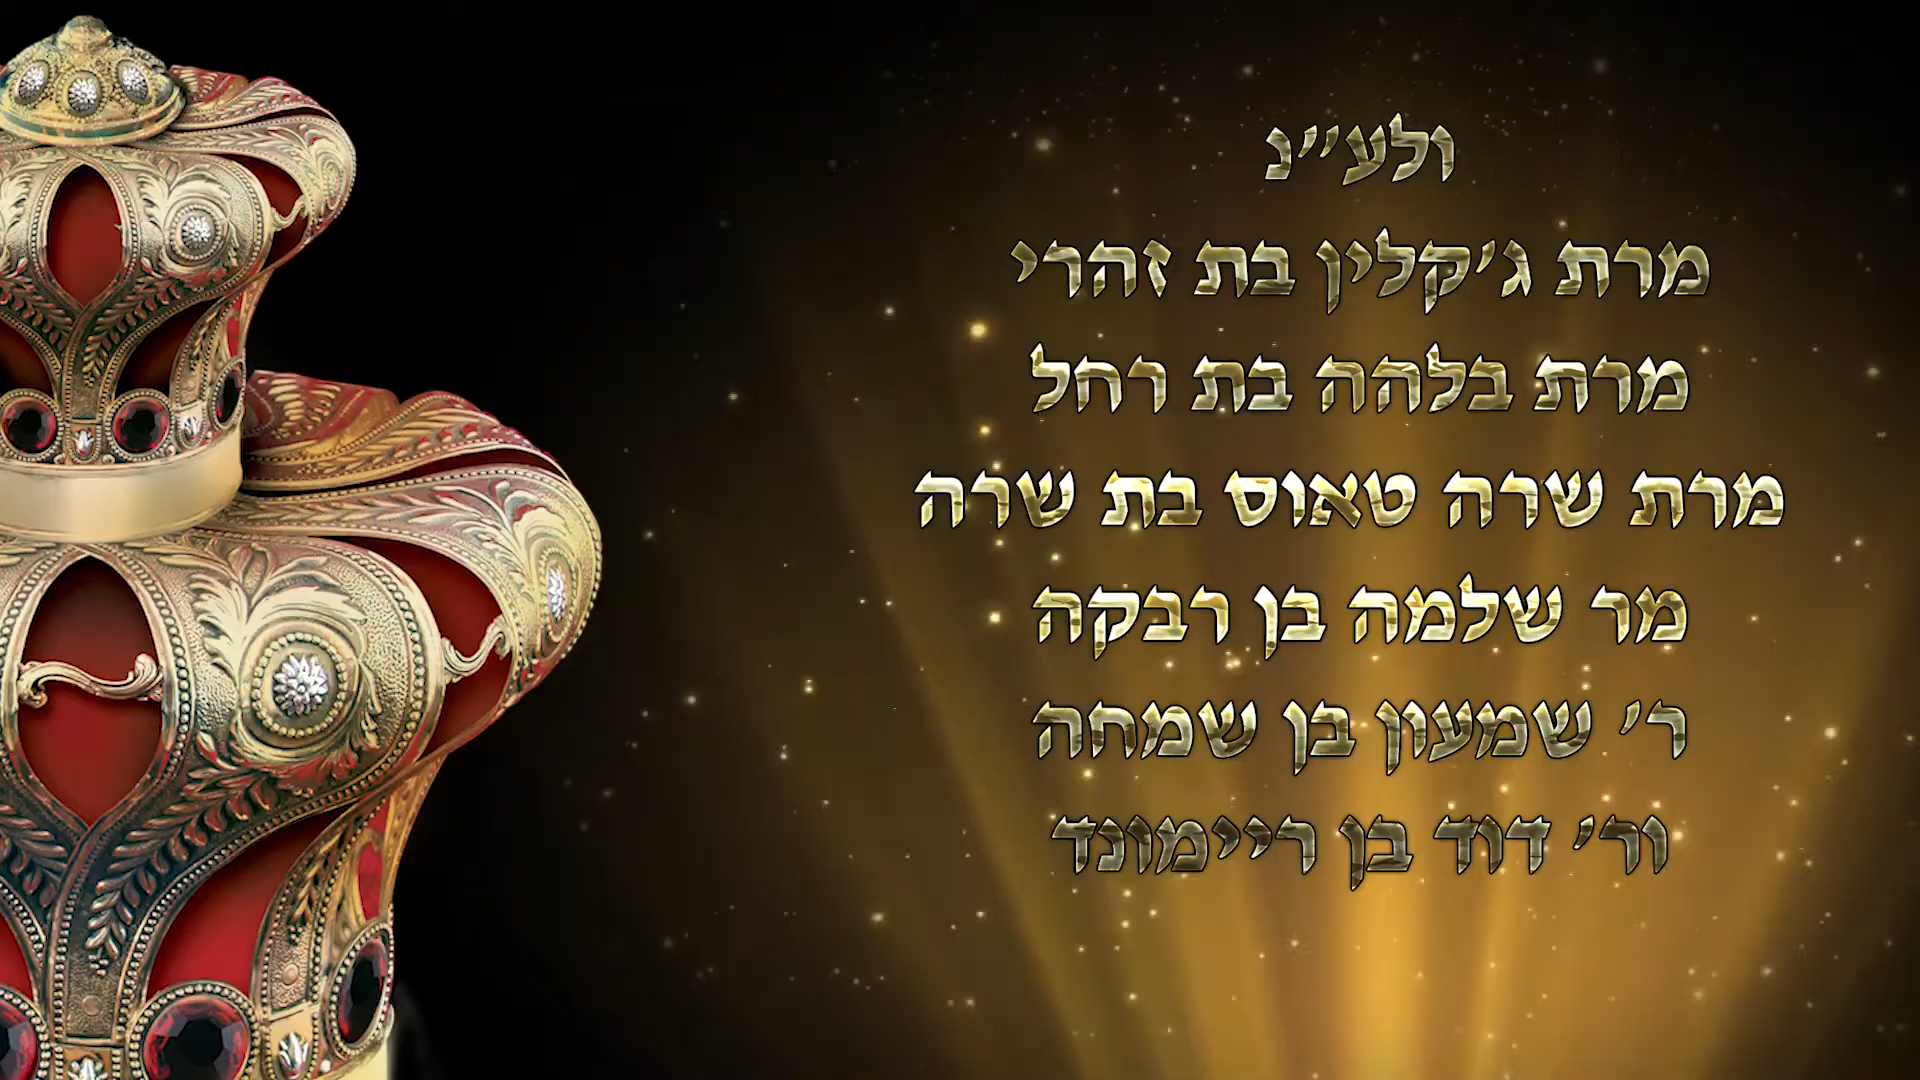 ולע״נ
מרת ג׳קלין בת זהרי
מרת בלהה בת רחל
מרת שרה טאוס בת שרה
מר שלמה בן רבקה
ר׳ שמעון בן שמחה
ור׳ דוד בן ריימונד